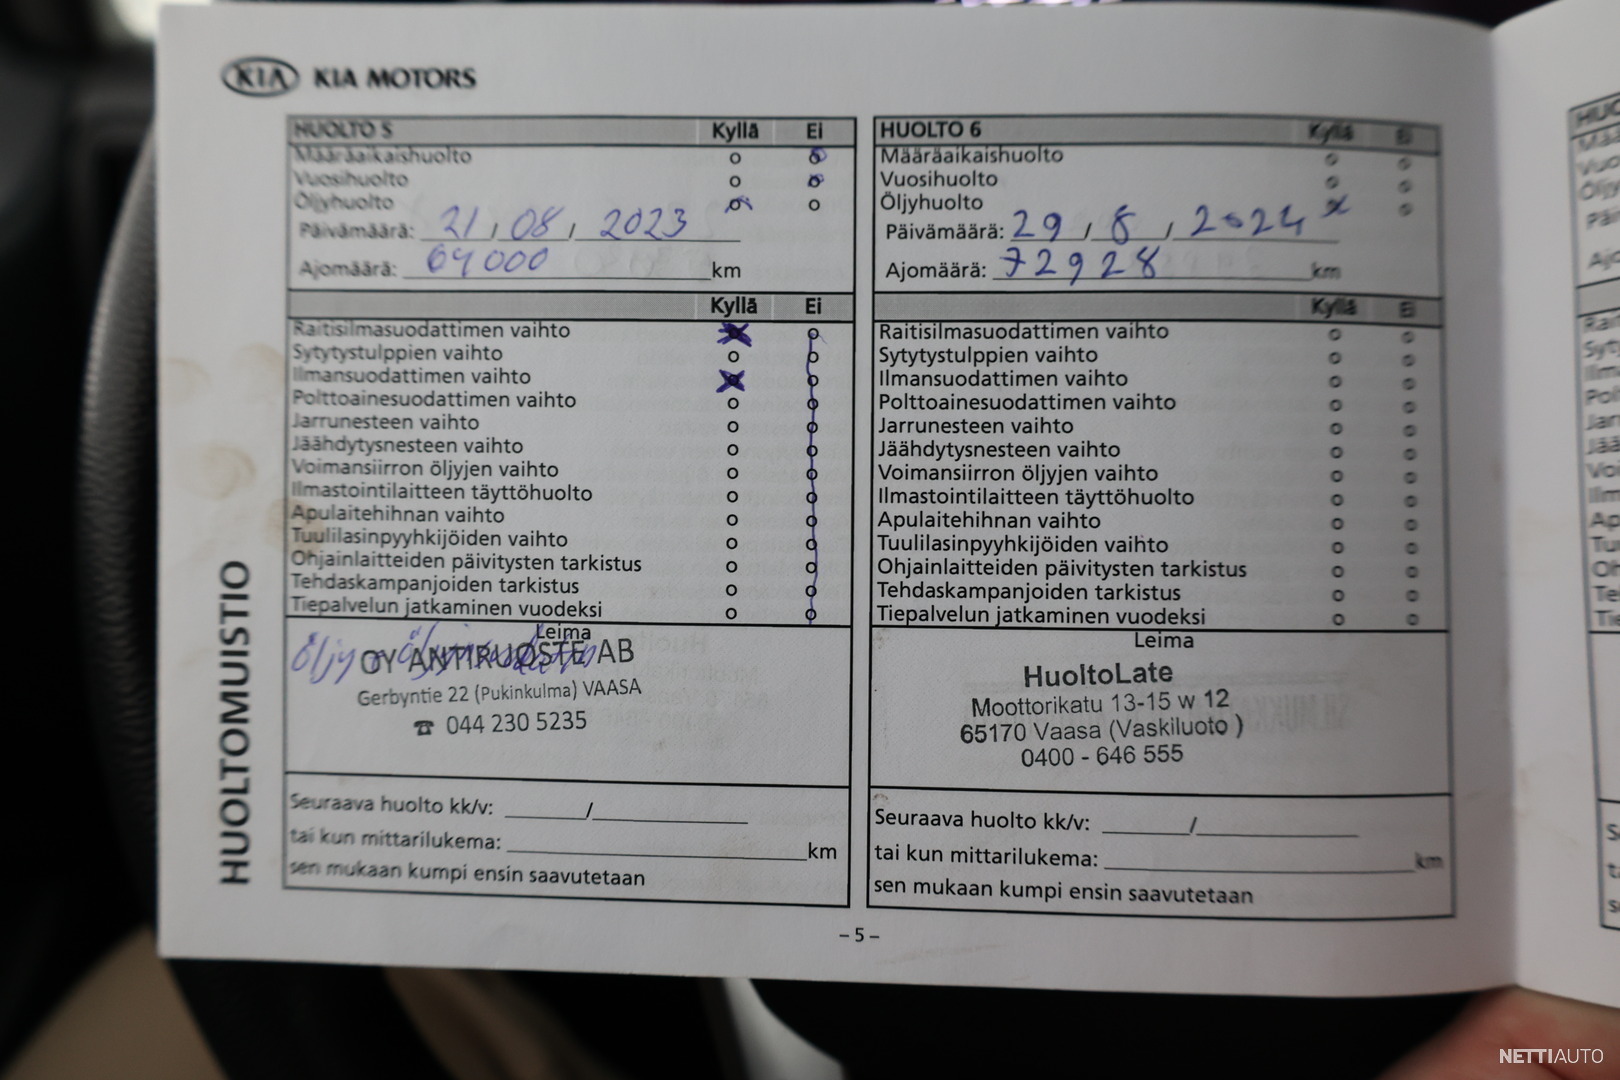 KIA KIA MOTORS
HUOLTO 5 Kyllä Ei
Määräaikaishuolto
Vuosihuolto
Öljyhuolto
Päivämäärä: 21 / 08 / 2023
Ajomäärä: 64000 km
Kyllä Ei
Raitisilmasuodattimen vaihto
Sytytystulppien vaihto
Ilmansuodattimen vaihto
Polttoainesuodattimen vaihto
Jarrunesteen vaihto
Jäähdytysnesteen vaihto
Voimansiirron öljyjen vaihto
Ilmastointilaitteen täyttöhuolto
Apulaitehihnan vaihto
Tuulilasinpyyhkijöiden vaihto
Ohjainlaitteiden päivitysten tarkistus
Tehdaskampanjoiden tarkistus
Tiepalvelun jatkaminen vuodeksi
Leima
Öljy
OY ANTIRUOSTE AB
Gerbyntie 22 (Pukinkulma) VAASA
☎ 044 230 5235
Seuraava huolto kk/v: /
tai kun mittarilukema: km
sen mukaan kumpi ensin saavutetaan
HUOLTO 6 Kyllä Ei
Määräaikaishuolto
Vuosihuolto
Öljyhuolto
Päivämäärä: 29 / 8 / 2024
Ajomäärä: 72928 km
Kyllä Ei
Raitisilmasuodattimen vaihto
Sytytystulppien vaihto
Ilmansuodattimen vaihto
Polttoainesuodattimen vaihto
Jarrunesteen vaihto
Jäähdytysnesteen vaihto
Voimansiirron öljyjen vaihto
Ilmastointilaitteen täyttöhuolto
Apulaitehihnan vaihto
Tuulilasinpyyhkijöiden vaihto
Ohjainlaitteiden päivitysten tarkistus
Tehdaskampanjoiden tarkistus
Tiepalvelun jatkaminen vuodeksi
Leima
HuoltoLate
Moottorikatu 13-15 w 12
65170 Vaasa (Vaskiluoto )
0400 - 646 555
Seuraava huolto kk/v: /
tai kun mittarilukema: km
sen mukaan kumpi ensin saavutetaan
HUOLTOMUISTIO
– 5 –
NETTIAUTO